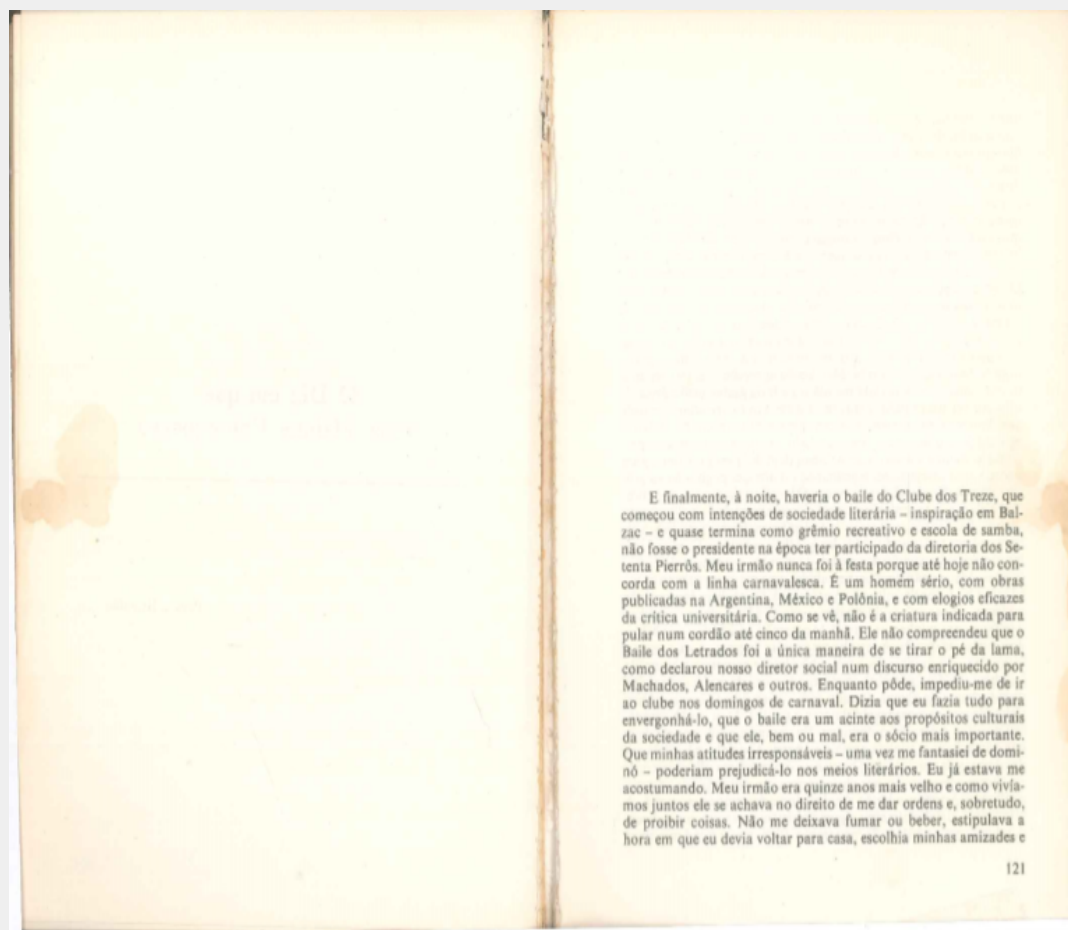 E finalmente, à noite, haveria o baile do Clube dos Treze, que
começou com intenções de sociedade literária – inspiração em Bal-
zac – e quase termina como grêmio recreativo e escola de samba,
não fosse o presidente na época ter participado da diretoria dos Se-
tenta Pierrôs. Meu irmão nunca foi à festa porque até hoje não con-
corda com a linha carnavalesca. É um homem sério, com obras
publicadas na Argentina, México e Polônia, e com elogios eficazes
da crítica universitária. Como se vê, não é a criatura indicada para
pular num cordão até cinco da manhã. Ele não compreendeu que o
Baile dos Letrados foi a única maneira de se tirar o pé da lama,
como declarou nosso diretor social num discurso enriquecido por
Machados, Alencares e outros. Enquanto pôde, impediu-me de ir
ao clube nos domingos de carnaval. Dizia que eu fazia tudo para
envergonhá-lo, que o baile era um acinte aos propósitos culturais
da sociedade e que ele, bem ou mal, era o sócio mais importante.
Que minhas atitudes irresponsáveis – uma vez me fantasiei de domi-
nó – poderiam prejudicá-lo nos meios literários. Eu já estava me
acostumando. Meu irmão era quinze anos mais velho e como vivía-
mos juntos ele se achava no direito de me dar ordens e, sobretudo,
de proibir coisas. Não me deixava fumar ou beber, estipulava a
hora em que eu devia voltar para casa, escolhia minhas amizades e
121